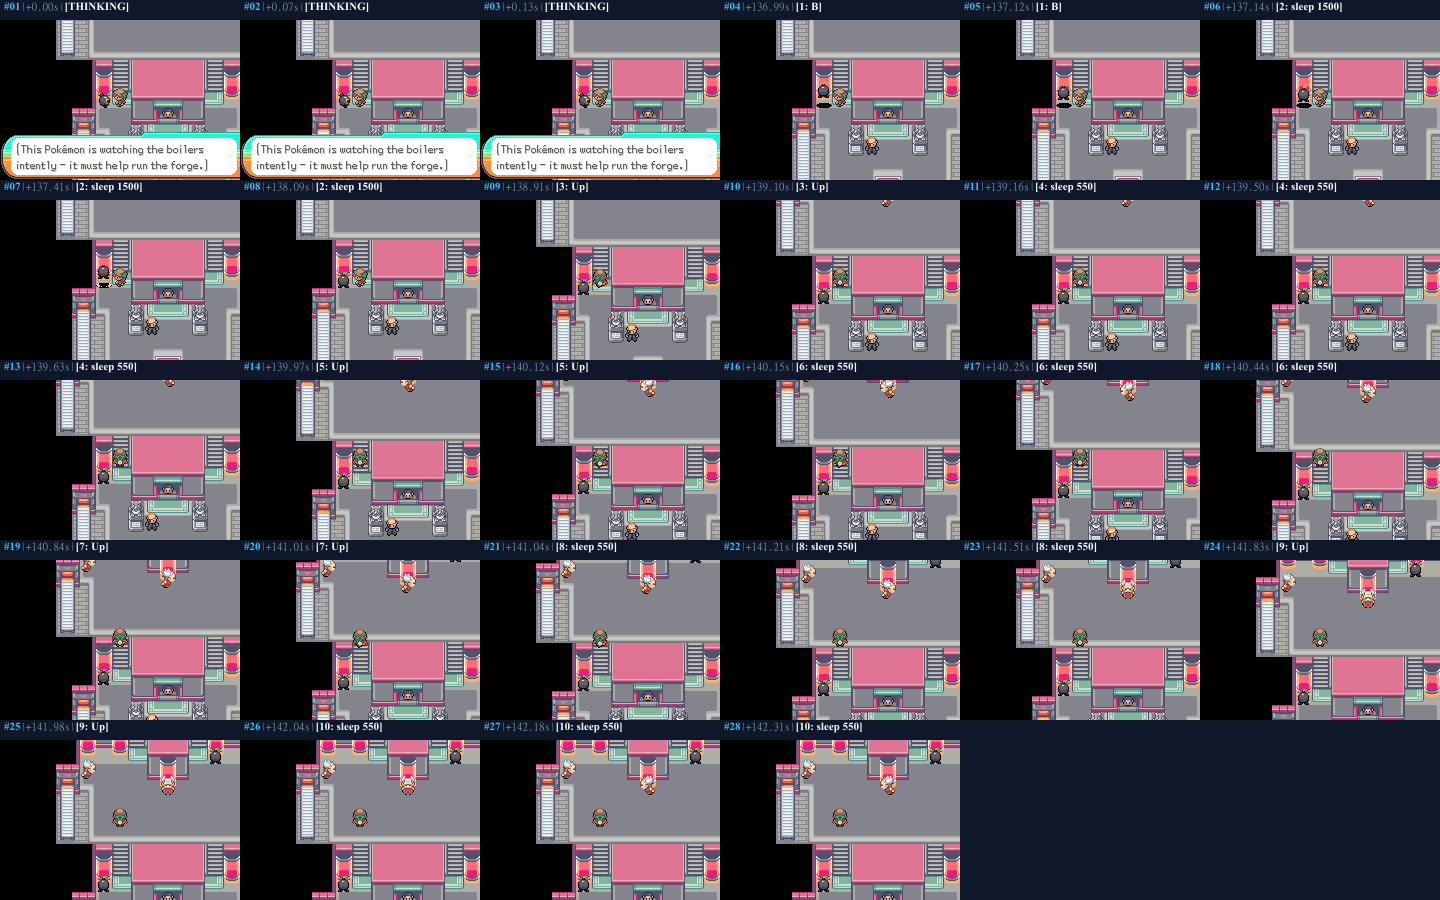 #01 | +0.00s | [THINKING]
#02 | +0.07s | [THINKING]
#03 | +0.13s | [THINKING]
#04 | +136.99s | [1: B]
#05 | +137.12s | [1: B]
#06 | +137.14s | [2: sleep 1500]
(This Pokémon is watching the boilers
intently – it must help run the forge.)
(This Pokémon is watching the boilers
intently – it must help run the forge.)
(This Pokémon is watching the boilers
intently – it must help run the forge.)
#07 | +137.41s | [2: sleep 1500]
#08 | +138.09s | [2: sleep 1500]
#09 | +138.91s | [3: Up]
#10 | +139.10s | [3: Up]
#11 | +139.16s | [4: sleep 550]
#12 | +139.50s | [4: sleep 550]
#13 | +139.63s | [4: sleep 550]
#14 | +139.97s | [5: Up]
#15 | +140.12s | [5: Up]
#16 | +140.15s | [6: sleep 550]
#17 | +140.25s | [6: sleep 550]
#18 | +140.44s | [6: sleep 550]
#19 | +140.84s | [7: Up]
#20 | +141.01s | [7: Up]
#21 | +141.04s | [8: sleep 550]
#22 | +141.21s | [8: sleep 550]
#23 | +141.51s | [8: sleep 550]
#24 | +141.83s | [9: Up]
#25 | +141.98s | [9: Up]
#26 | +142.04s | [10: sleep 550]
#27 | +142.18s | [10: sleep 550]
#28 | +142.31s | [10: sleep 550]